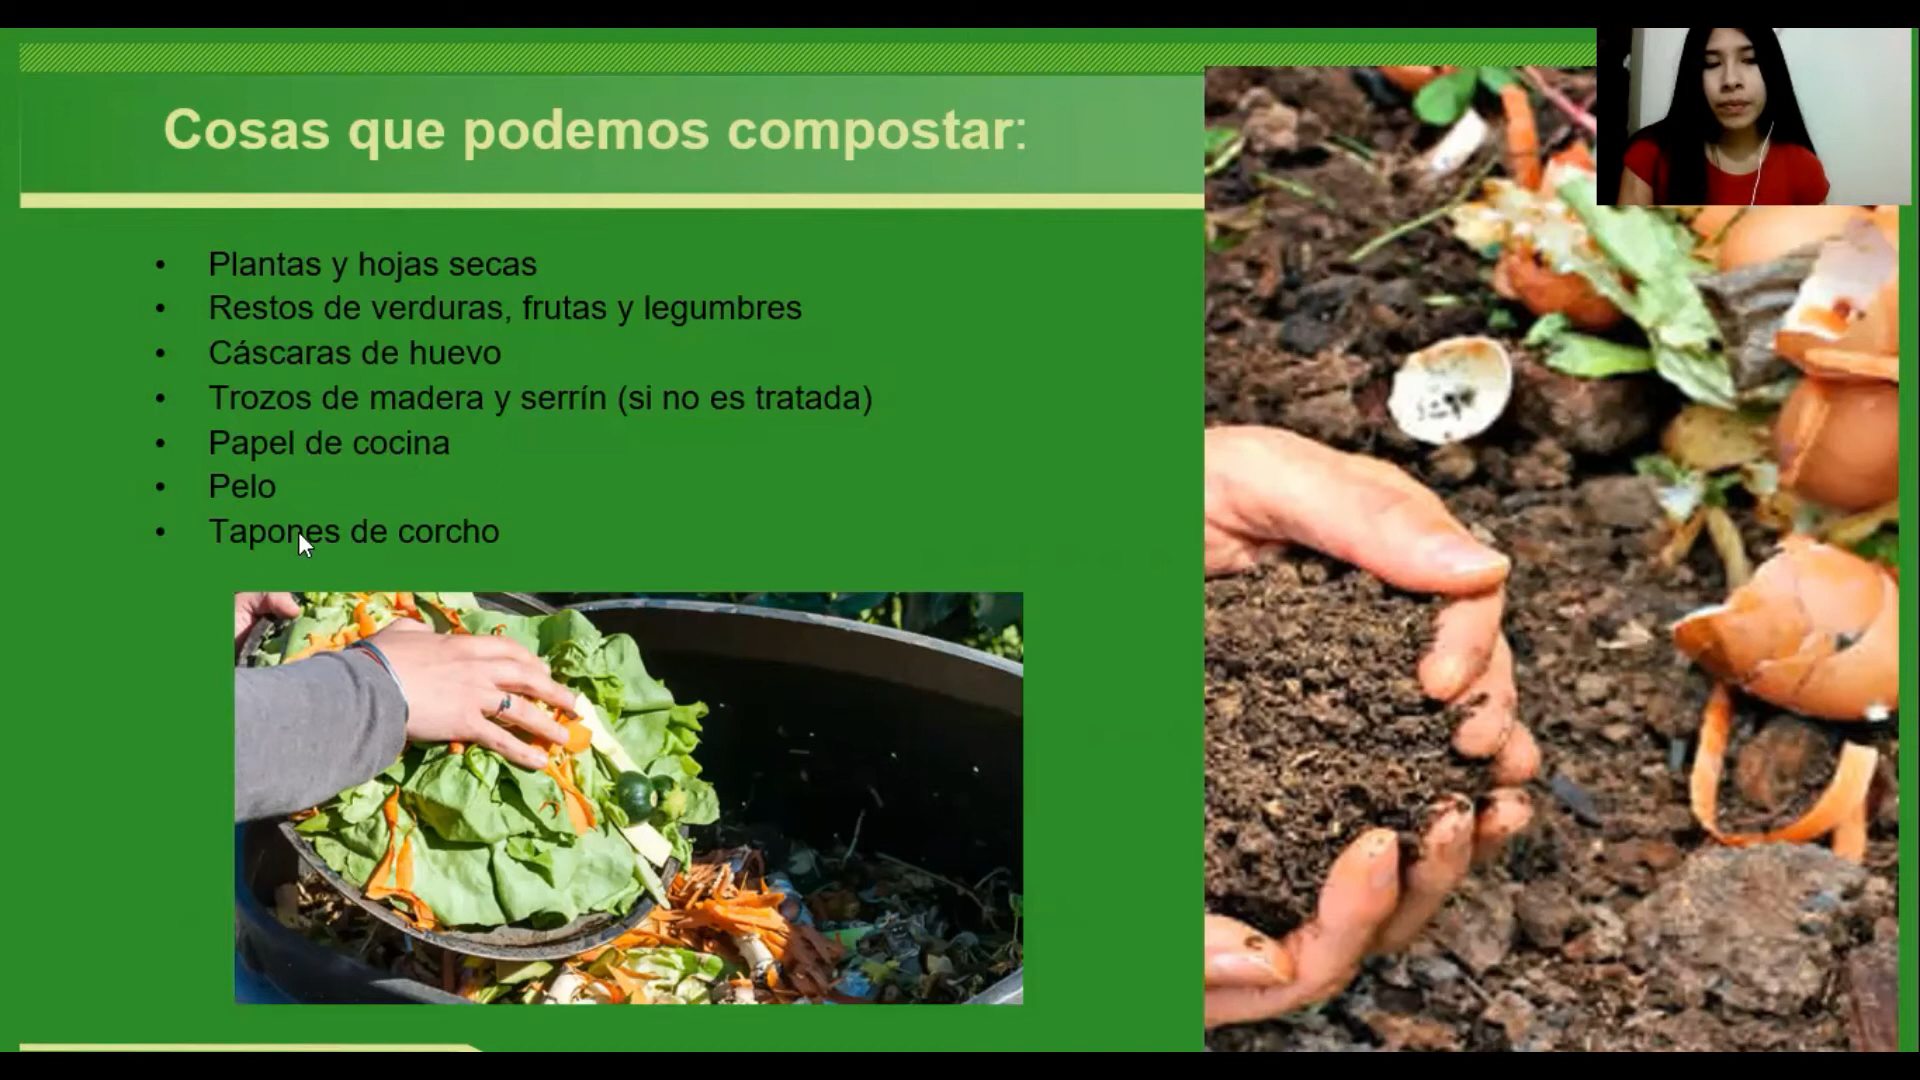 Cosas que podemos compostar:
• Plantas y hojas secas
• Restos de verduras, frutas y legumbres
• Cáscaras de huevo
• Trozos de madera y serrín (si no es tratada)
• Papel de cocina
• Pelo
• Tapones de corcho